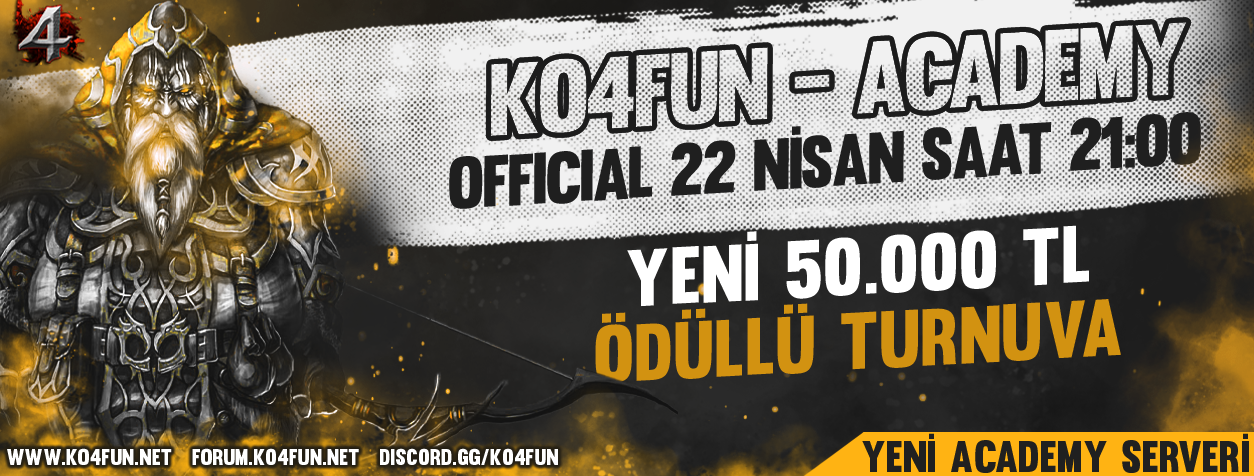 4
KO4FUN - ACADEMY
OFFICIAL 22 NİSAN SAAT 21:00
YENİ 50.000 TL
ÖDÜLLÜ TURNUVA
WWW.KO4FUN.NET FORUM.KO4FUN.NET DISCORD.GG/KO4FUN
YENİ ACADEMY SERVERİ